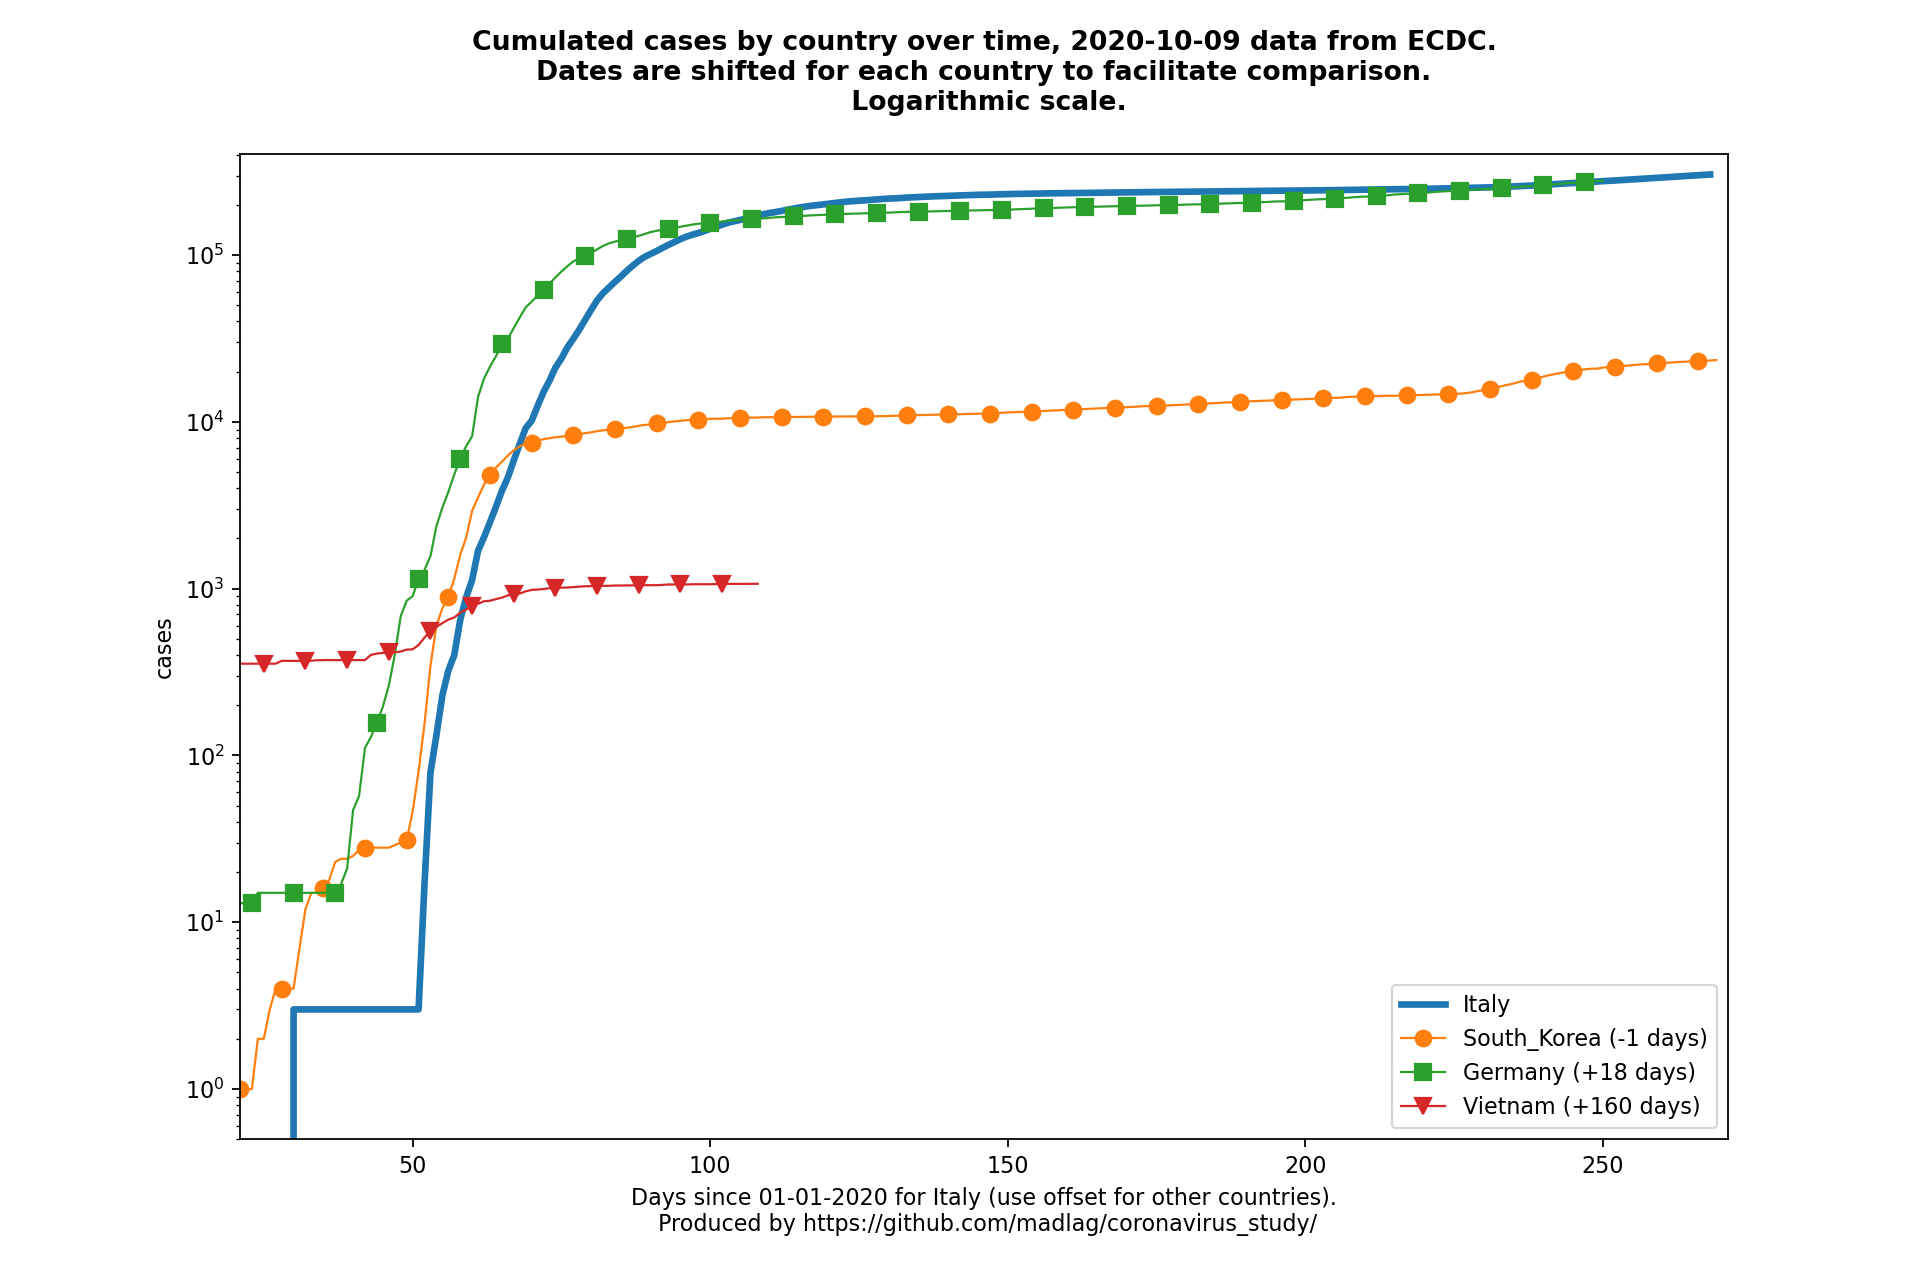 Cumulated cases by country over time, 2020-10-09 data from ECDC.
Dates are shifted for each country to facilitate comparison.
Logarithmic scale.
10^5
10^4
10^3
10^2
10^1
10^0
cases
Italy
South_Korea (-1 days)
Germany (+18 days)
Vietnam (+160 days)
50 100 150 200 250
Days since 01-01-2020 for Italy (use offset for other countries).
Produced by https://github.com/madlag/coronavirus_study/